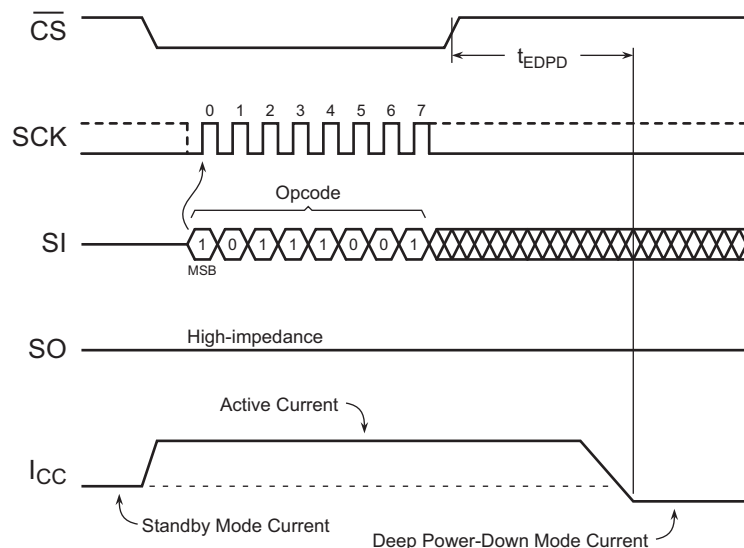 CS
tEDPD
0 1 2 3 4 5 6 7
SCK
Opcode
SI
1 0 1 1 1 0 0 1
MSB
High-impedance
SO
Active Current
ICC
Standby Mode Current
Deep Power-Down Mode Current